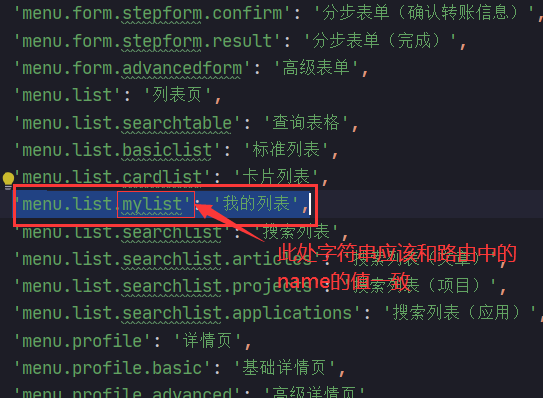 'menu.form.stepform.confirm': '分步表单（确认转账信息）',
'menu.form.stepform.result': '分步表单（完成）',
'menu.form.advancedform': '高级表单',
'menu.list': '列表页',
'menu.list.searchtable': '查询表格',
'menu.list.basiclist': '标准列表',
'menu.list.cardlist': '卡片列表',
'menu.list.mylist': '我的列表',
'menu.list.searchlist': '搜索列表',
'menu.list.searchlist.articles': '搜索列表（文章）',
'menu.list.searchlist.projects': '搜索列表（项目）',
'menu.list.searchlist.applications': '搜索列表（应用）',
'menu.profile': '详情页',
'menu.profile.basic': '基础详情页',
'menu.profile.advanced': '高级详情页',
此处字符串应该和路由中的
name的值一致